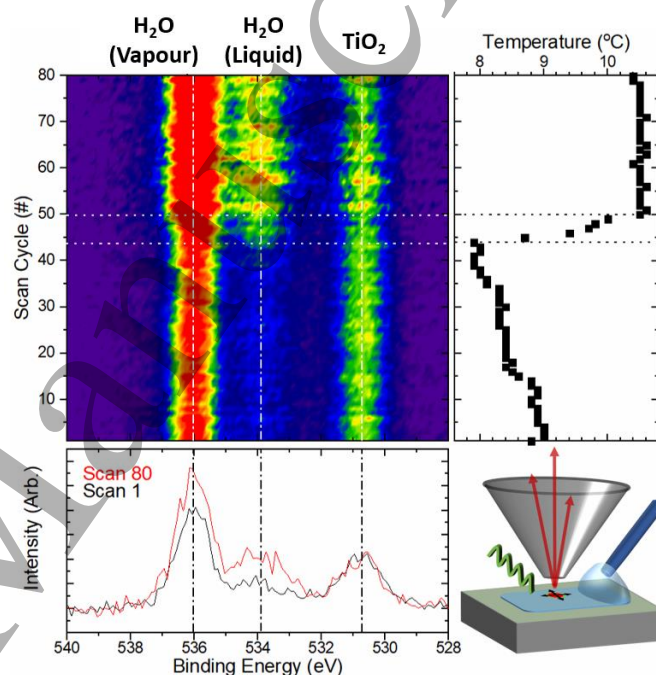 H₂O
(Vapour)
H₂O
(Liquid)
TiO₂
Temperature (ºC)
8 9 10
80
70
60
50
40
30
20
10
Scan Cycle (#)
Scan 80
Scan 1
Intensity (Arb.)
540 538 536 534 532 530 528
Binding Energy (eV)